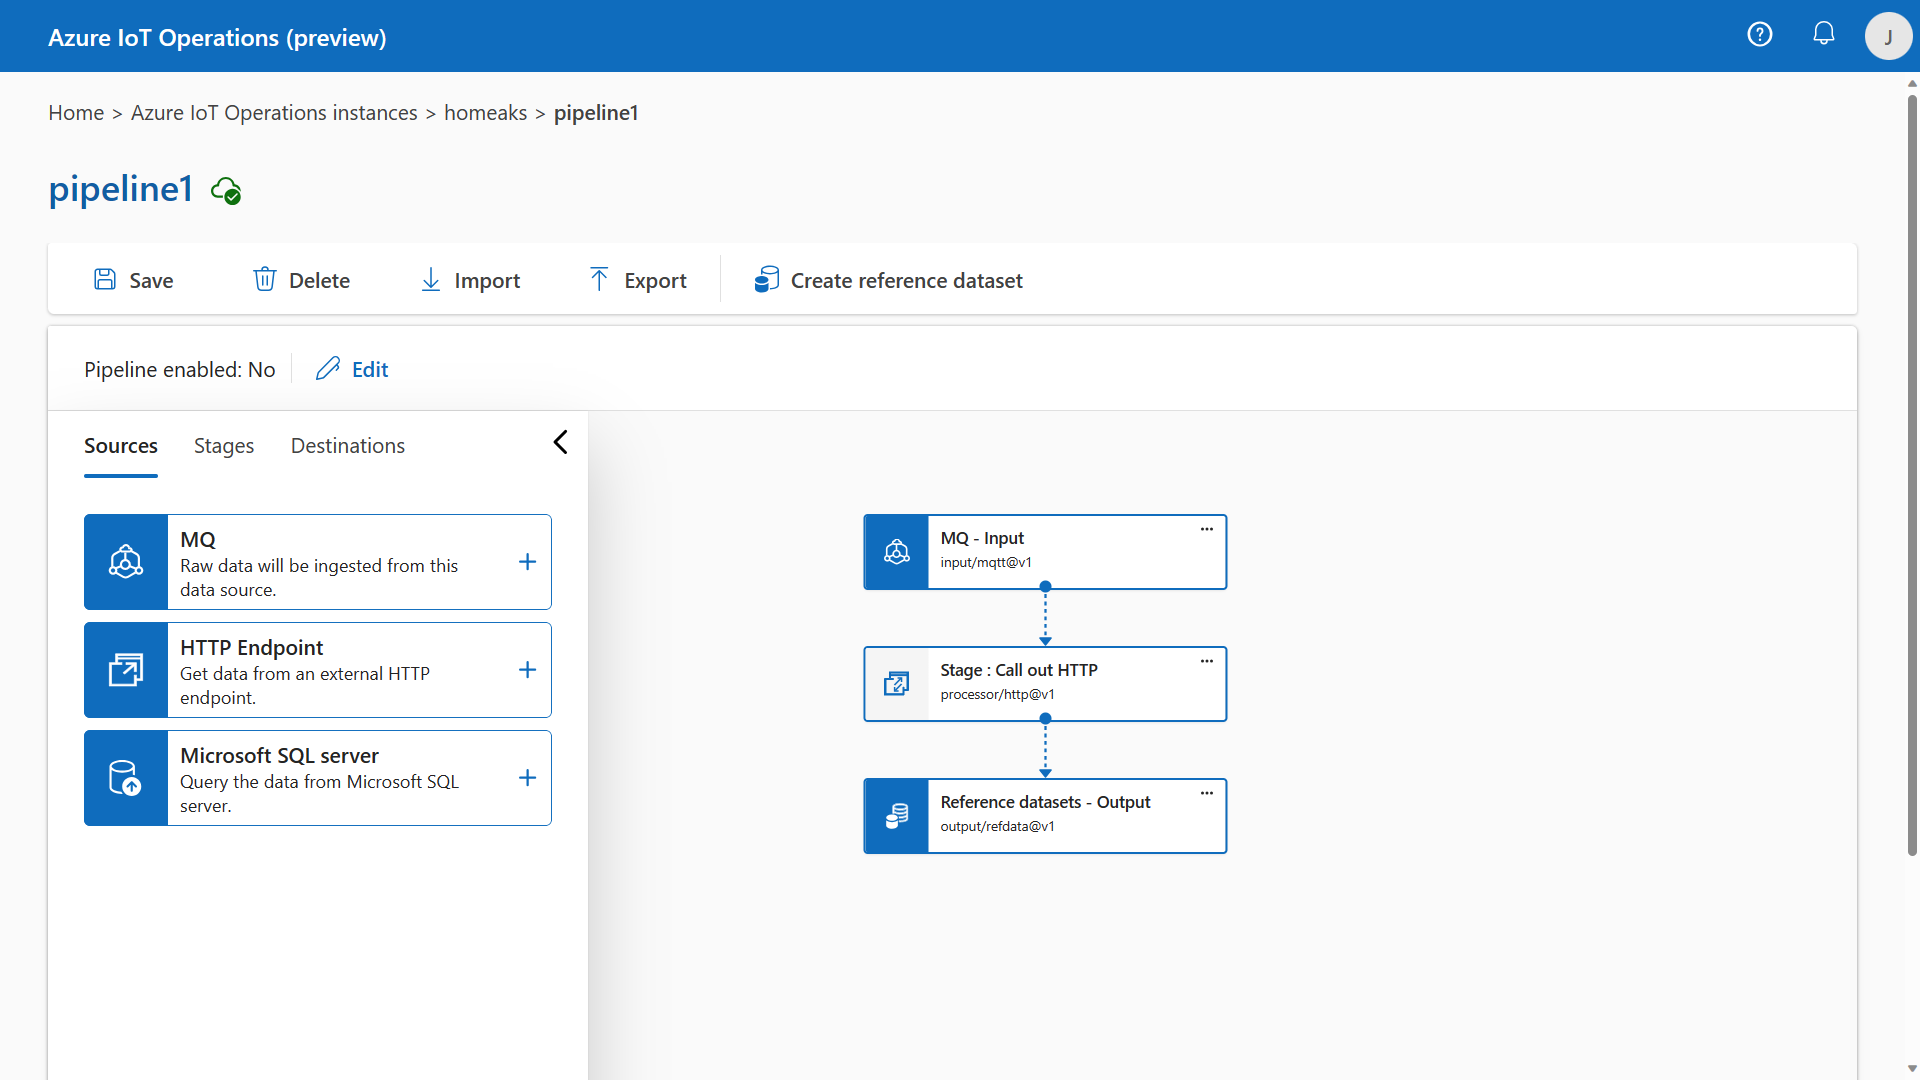 Azure IoT Operations (preview)
J
Home > Azure IoT Operations instances > homeaks > pipeline1
pipeline1
Save
Delete
Import
Export
Create reference dataset
Pipeline enabled: No
Edit
Sources
Stages
Destinations
MQ
Raw data will be ingested from this
data source.
HTTP Endpoint
Get data from an external HTTP
endpoint.
Microsoft SQL server
Query the data from Microsoft SQL
server.
MQ - Input
input/mqtt@v1
Stage : Call out HTTP
processor/http@v1
Reference datasets - Output
output/refdata@v1